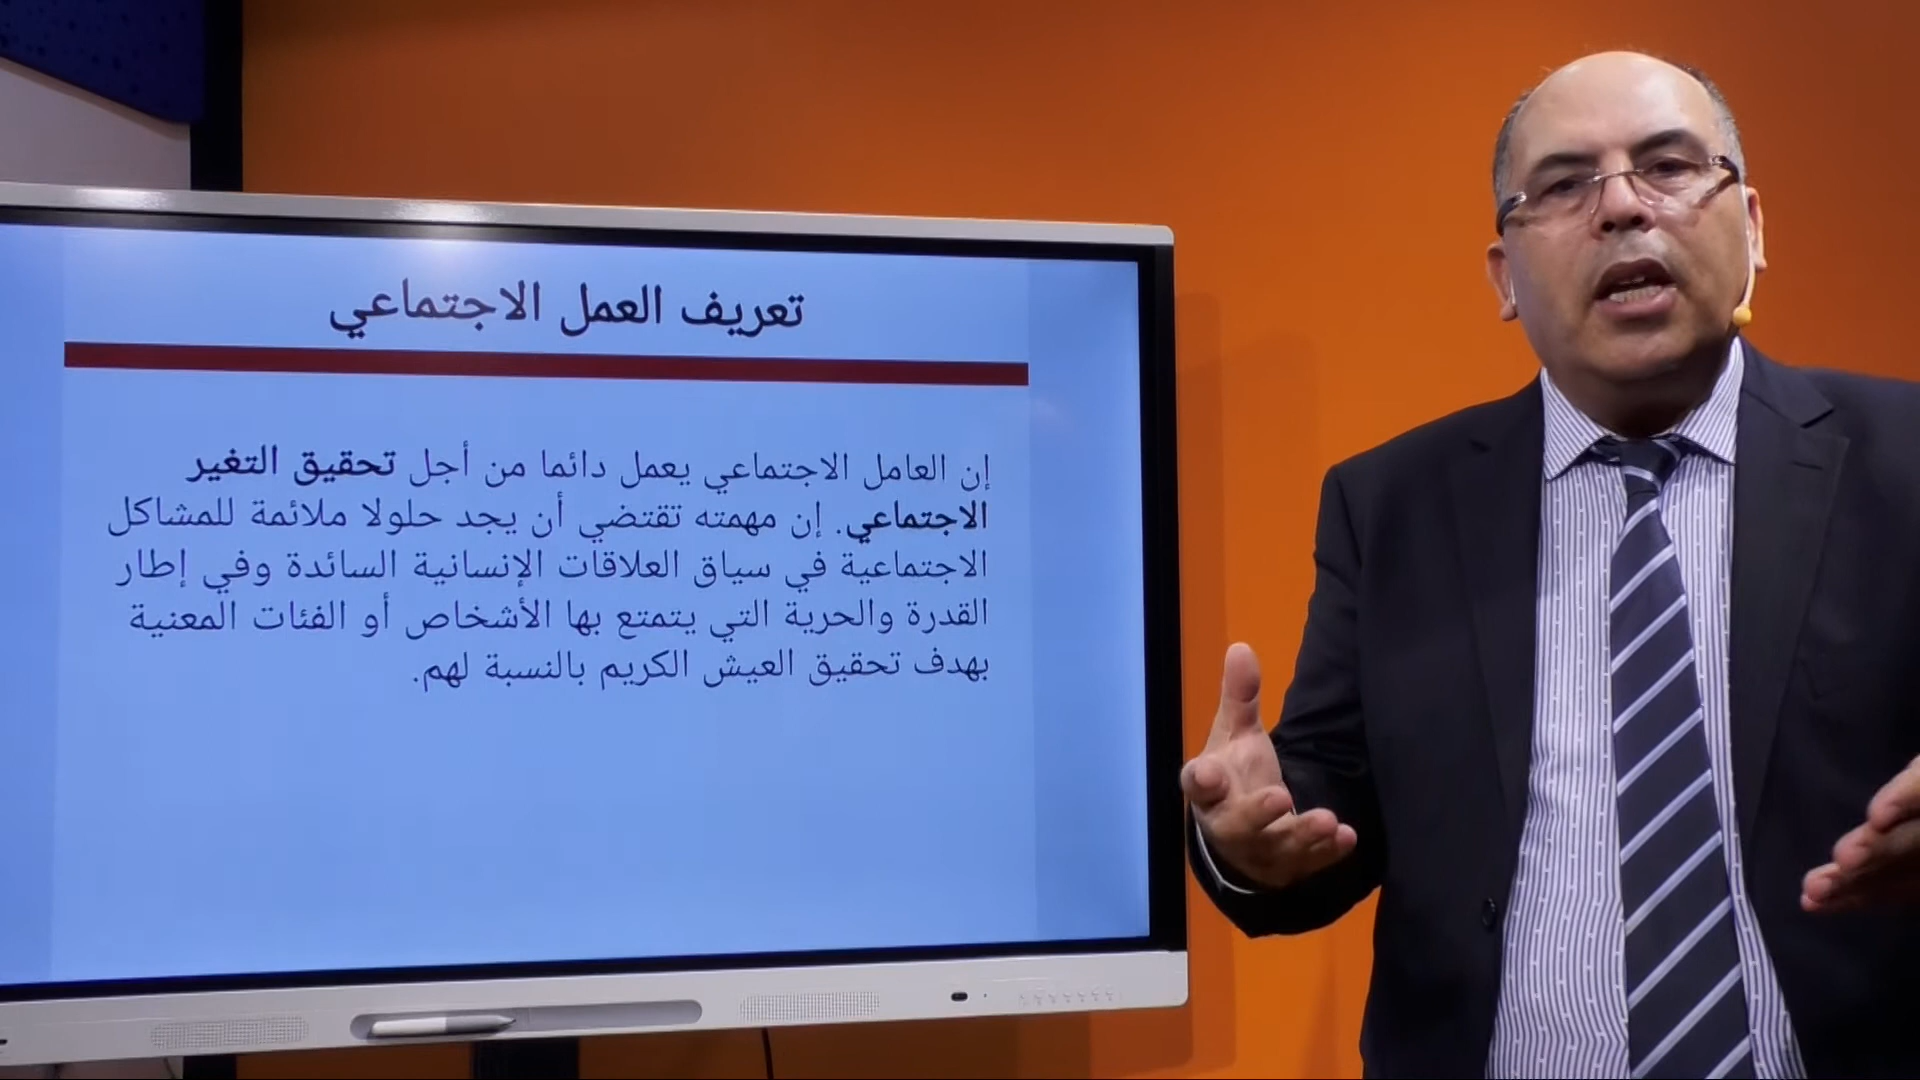 تعريف العمل الاجتماعي
إن العامل الاجتماعي يعمل دائما من أجل تحقيق التغير
الاجتماعي. إن مهمته تقتضي أن يجد حلولا ملائمة للمشاكل
الاجتماعية في سياق العلاقات الإنسانية السائدة وفي إطار
القدرة والحرية التي يتمتع بها الأشخاص أو الفئات المعنية
بهدف تحقيق العيش الكريم بالنسبة لهم.